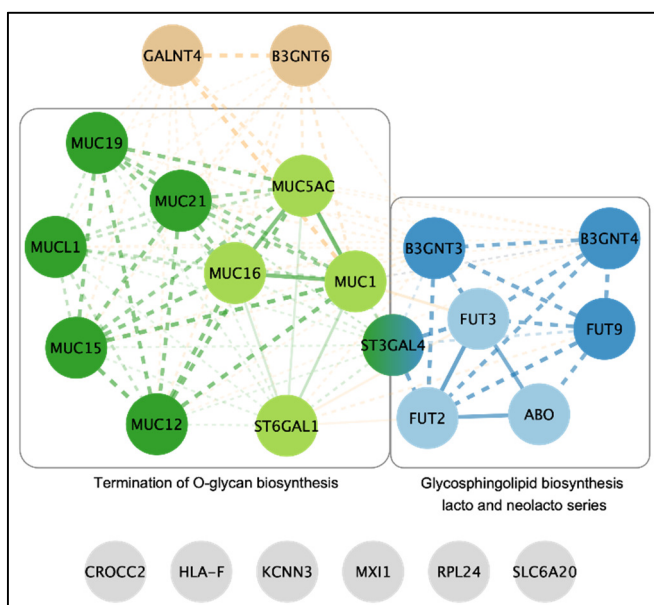 GALNT4
B3GNT6
MUC19
MUC21
MUC5AC
MUCL1
MUC16
MUC1
B3GNT3
B3GNT4
MUC15
ST3GAL4
FUT3
FUT9
MUC12
ST6GAL1
FUT2
ABO
Termination of O-glycan biosynthesis
Glycosphingolipid biosynthesis
lacto and neolacto series
CROCC2
HLA-F
KCNN3
MXI1
RPL24
SLC6A20